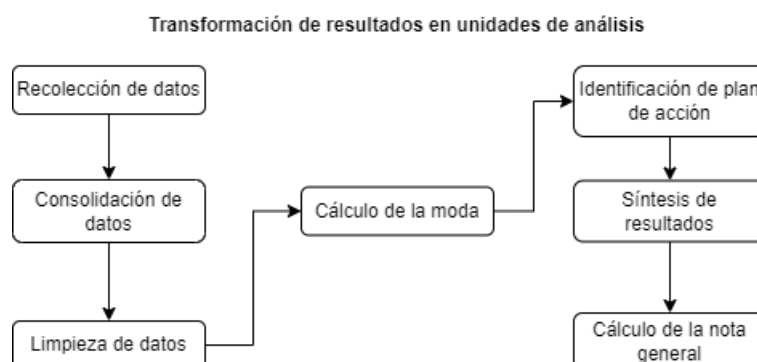 Transformación de resultados en unidades de análisis
Recolección de datos
Consolidación de
datos
Limpieza de datos
Cálculo de la moda
Identificación de plan
de acción
Síntesis de
resultados
Cálculo de la nota
general